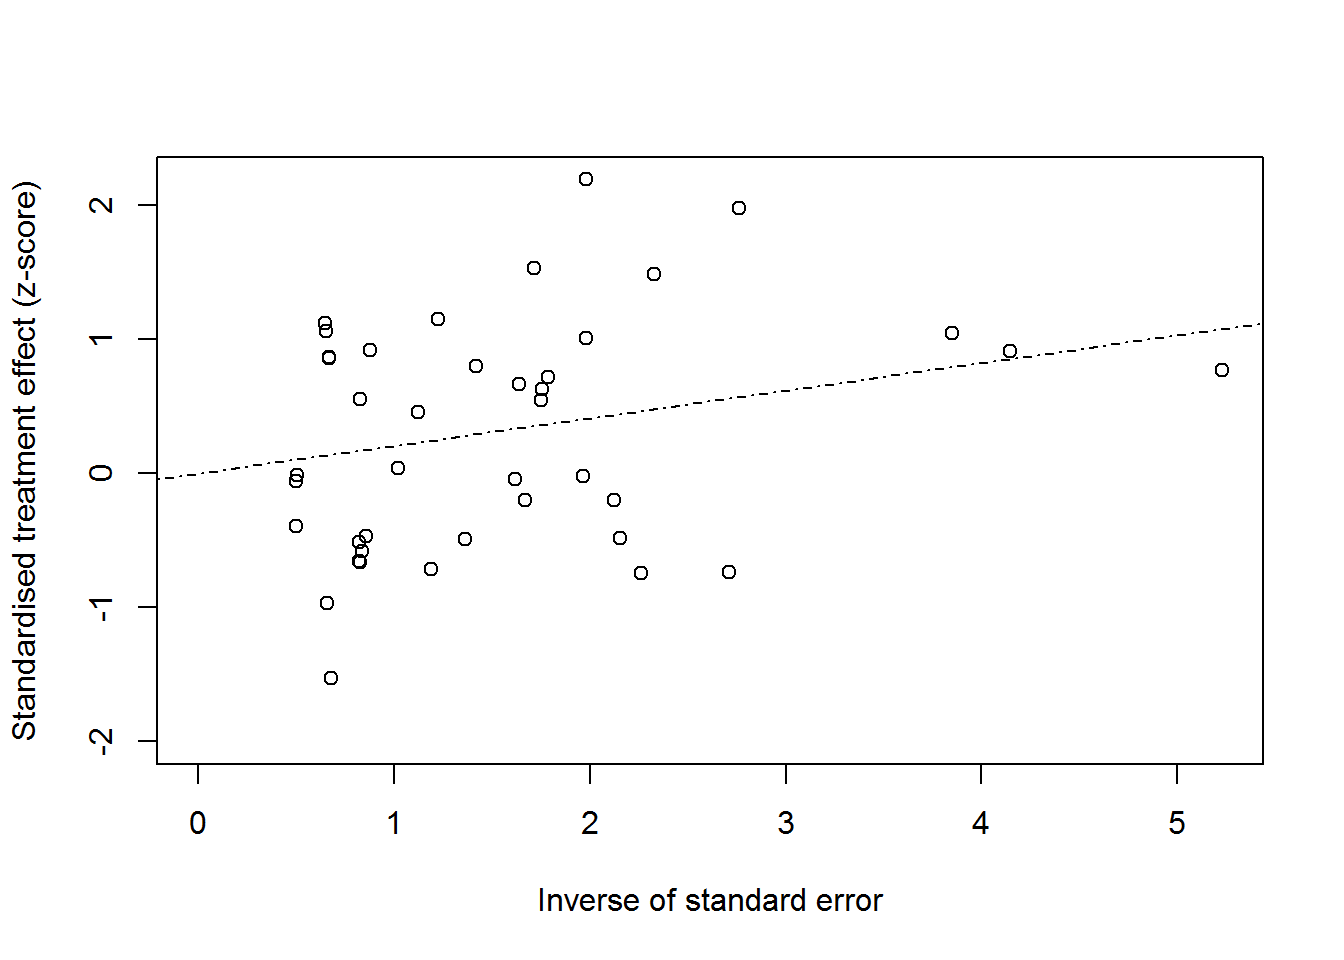 Standardised treatment effect (z-score)
2
1
0
-1
-2
0 1 2 3 4 5
Inverse of standard error